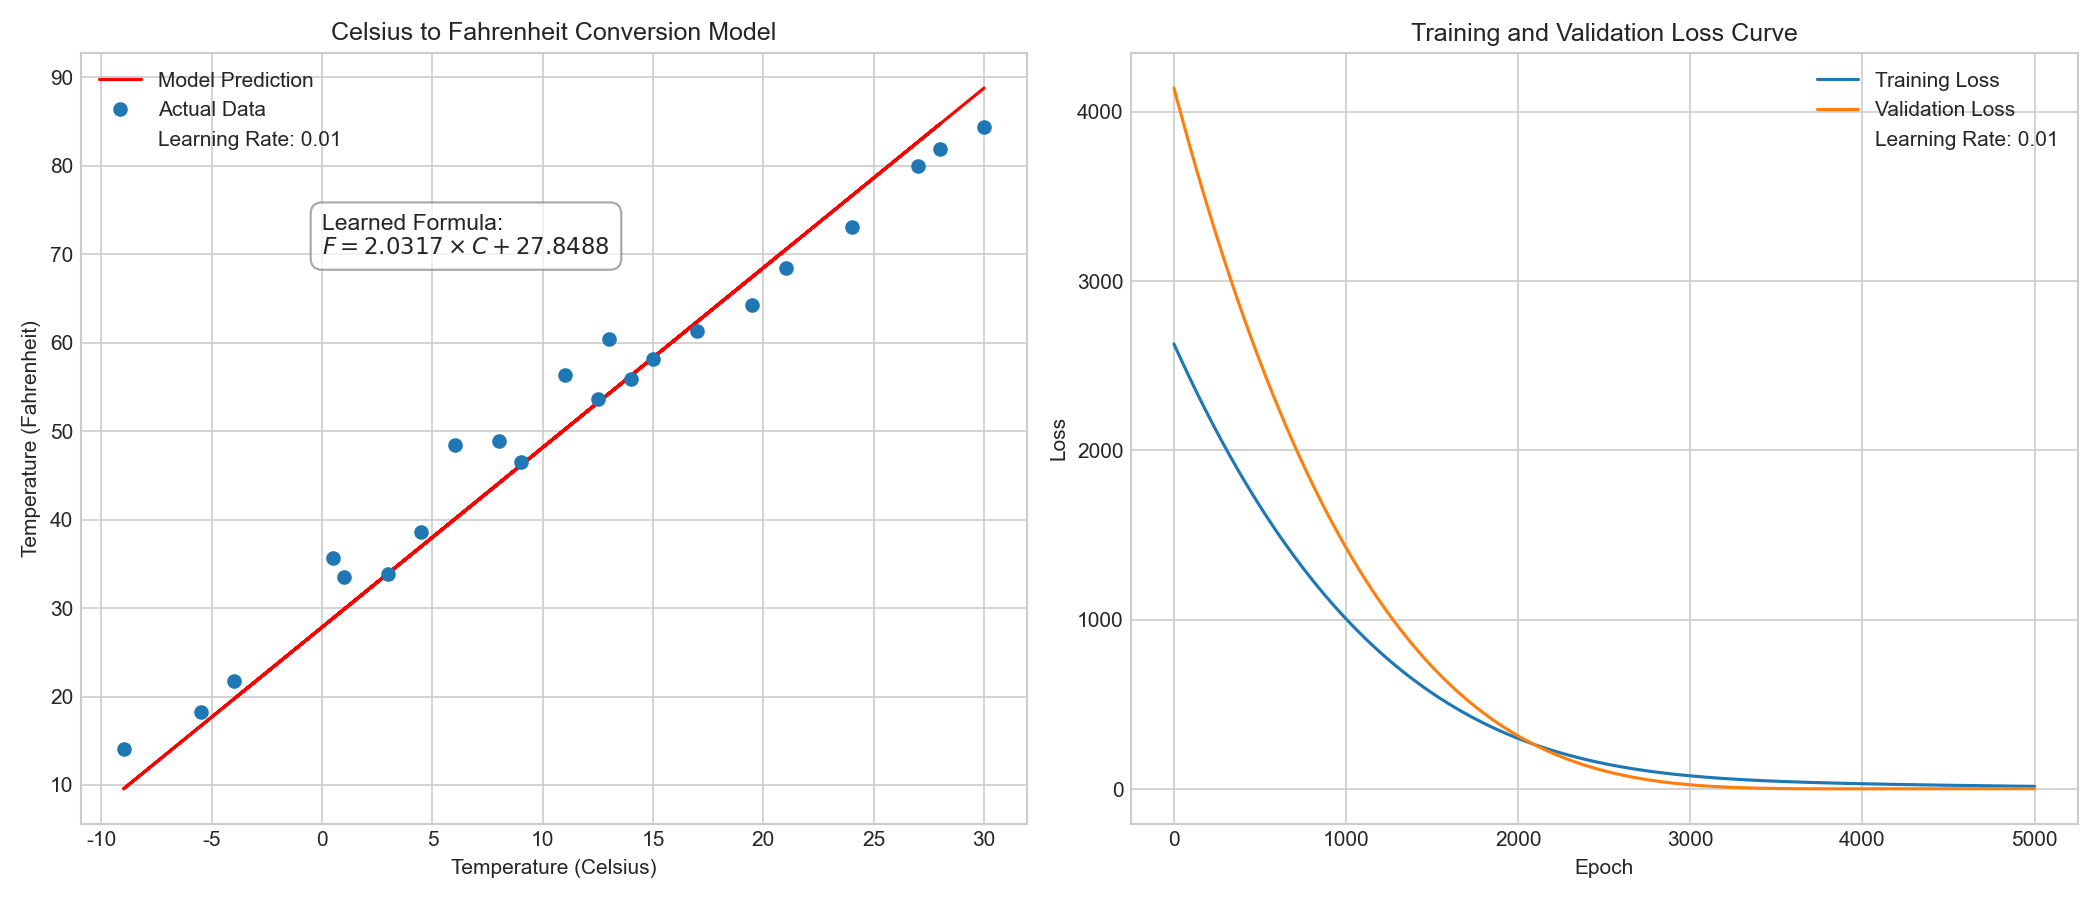 Celsius to Fahrenheit Conversion Model
Model Prediction
Actual Data
Learning Rate: 0.01
Learned Formula:
F = 2.0317 × C + 27.8488
90
80
70
60
50
40
30
20
10
Temperature (Fahrenheit)
-10 -5 0 5 10 15 20 25 30
Temperature (Celsius)
Training and Validation Loss Curve
Training Loss
Validation Loss
Learning Rate: 0.01
4000
3000
2000
1000
0
Loss
0 1000 2000 3000 4000 5000
Epoch